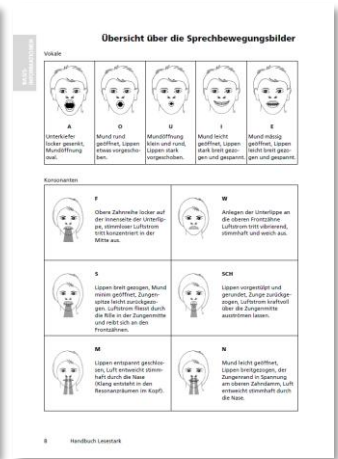 Übersicht über die Sprechbewegungsbilder
BASIS
INFORMATIONEN
Vokale
A
Unterkiefer
locker gesenkt,
Mundöffnung
oval.
O
Mund rund
geöffnet, Lippen
etwas vorgescho-
ben.
U
Mundöffnung
klein und rund,
Lippen stark
vorgeschoben.
I
Mund leicht
geöffnet, Lippen
stark breit gezo-
gen und gespannt.
E
Mund mässig
geöffnet, Lippen
leicht breit gezo-
gen und gespannt.
Konsonanten
F
Obere Zahnreihe locker auf
der Innenseite der Unterlip-
pe, stimmloser Luftstrom
tritt konzentriert in der
Mitte aus.
W
Anlegen der Unterlippe an
die oberen Frontzähne
Luftstrom tritt vibrierend,
stimmhaft und weich aus.
S
Lippen breit gezogen, Mund
minim geöffnet, Zungen-
spitze leicht zurückgezo-
gen. Luftstrom fliesst durch
die Rille in der Zungenmitte
und reibt sich an den
Frontzähnen.
SCH
Lippen vorgestülpt und
gerundet, Zunge zurückge-
zogen, Luftstrom kraftvoll
über die Zungenmitte
ausströmen lassen.
M
Lippen entspannt geschlos-
sen, Luft entweicht stimm-
haft durch die Nase
(Klang entsteht in den
Resonanzräumen im Kopf).
N
Mund leicht geöffnet,
Lippen breitgezogen, der
Zungenrand in Spannung
am oberen Zahndamm, Luft
entweicht stimmhaft durch
die Nase.
8 Handbuch Lesestark